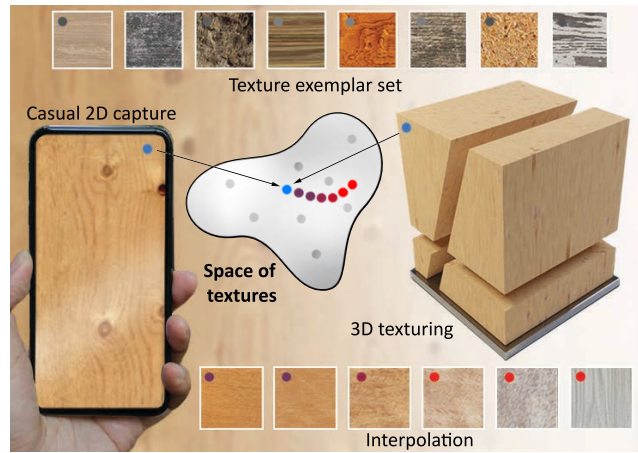 Texture exemplar set
Casual 2D capture
Space of
textures
3D texturing
Interpolation